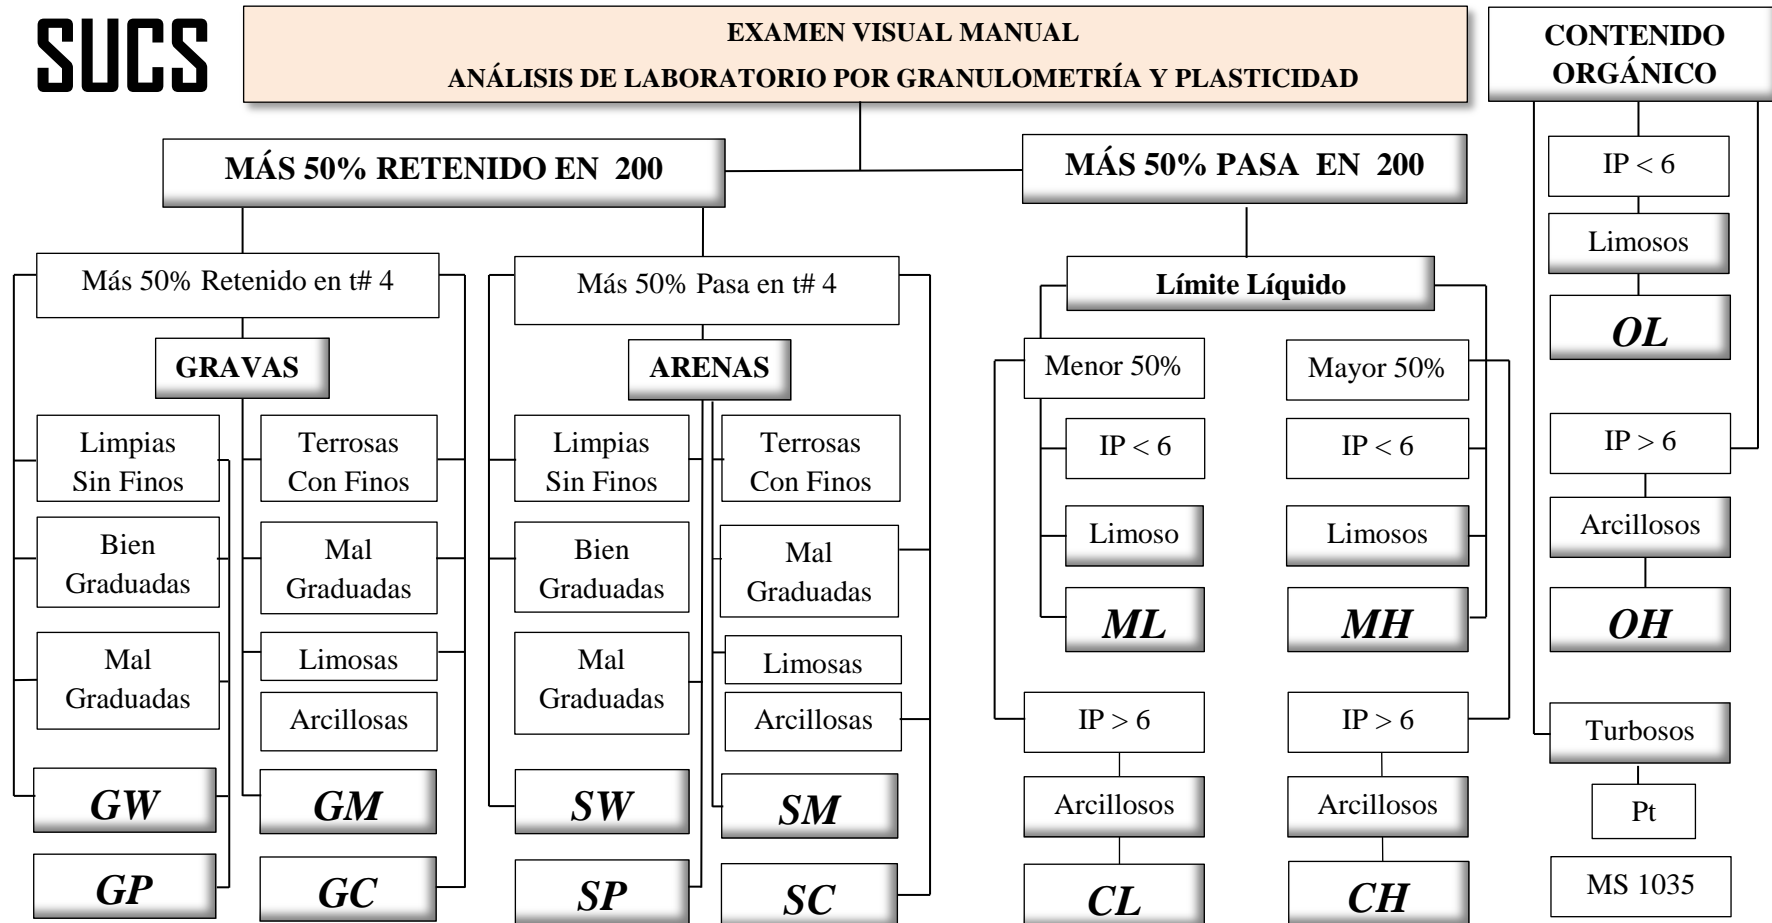 SUCS
EXAMEN VISUAL MANUAL
ANÁLISIS DE LABORATORIO POR GRANULOMETRÍA Y PLASTICIDAD
CONTENIDO
ORGÁNICO
MÁS 50% RETENIDO EN 200
MÁS 50% PASA EN 200
Más 50% Retenido en t# 4
GRAVAS
Limpias
Sin Finos
Bien
Graduadas
Mal
Graduadas
GW
GP
Terrosas
Con Finos
Mal
Graduadas
Limosas
Arcillosas
GM
GC
Más 50% Pasa en t# 4
ARENAS
Limpias
Sin Finos
Bien
Graduadas
Mal
Graduadas
SW
SP
Terrosas
Con Finos
Mal
Graduadas
Limosas
Arcillosas
SM
SC
Límite Líquido
Menor 50%
IP < 6
Limoso
ML
IP > 6
Arcillosos
CL
Mayor 50%
IP < 6
Limosos
MH
IP > 6
Arcillosos
CH
IP < 6
Limosos
OL
IP > 6
Arcillosos
OH
Turbosos
Pt
MS 1035